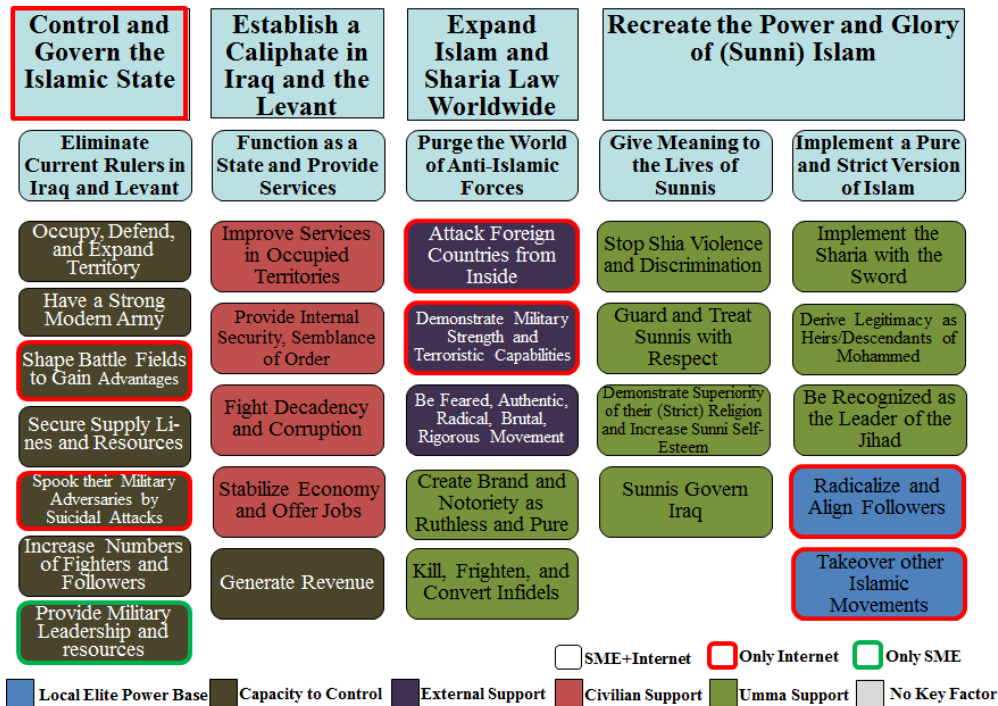 Control and
Govern the
Islamic State
Establish a
Caliphate in
Iraq and the
Levant
Expand
Islam and
Sharia Law
Worldwide
Recreate the Power and Glory
of (Sunni) Islam
Eliminate
Current Rulers in
Iraq and Levant
Function as a
State and Provide
Services
Purge the World
of Anti-Islamic
Forces
Give Meaning to
the Lives of
Sunnis
Implement a Pure
and Strict Version
of Islam
Occupy, Defend,
and Expand
Territory
Have a Strong
Modern Army
Shape Battle Fields
to Gain Advantages
Secure Supply Li-
nes and Resources
Spook their Military
Adversaries by
Suicidal Attacks
Increase Numbers
of Fighters and
Followers
Provide Military
Leadership and
resources
Improve Services
in Occupied
Territories
Provide Internal
Security, Semblance
of Order
Fight Decadency
and Corruption
Stabilize Economy
and Offer Jobs
Generate Revenue
Attack Foreign
Countries from
Inside
Demonstrate Military
Strength and
Terroristic Capabilities
Be Feared, Authentic,
Radical, Brutal,
Rigorous Movement
Create Brand and
Notoriety as
Ruthless and Pure
Kill, Frighten, and
Convert Infidels
Stop Shia Violence
and Discrimination
Guard and Treat
Sunnis with
Respect
Demonstrate Superiority
of their (Strict) Religion
and Increase Sunni Self-
Esteem
Sunnis Govern
Iraq
Implement the
Sharia with the
Sword
Derive Legitimacy as
Heirs/Descendants of
Mohammed
Be Recognized as
the Leader of the
Jihad
Radicalize and
Align Followers
Takeover other
Islamic
Movements
SME+Internet
Only Internet
Only SME
Local Elite Power Base
Capacity to Control
External Support
Civilian Support
Umma Support
No Key Factor